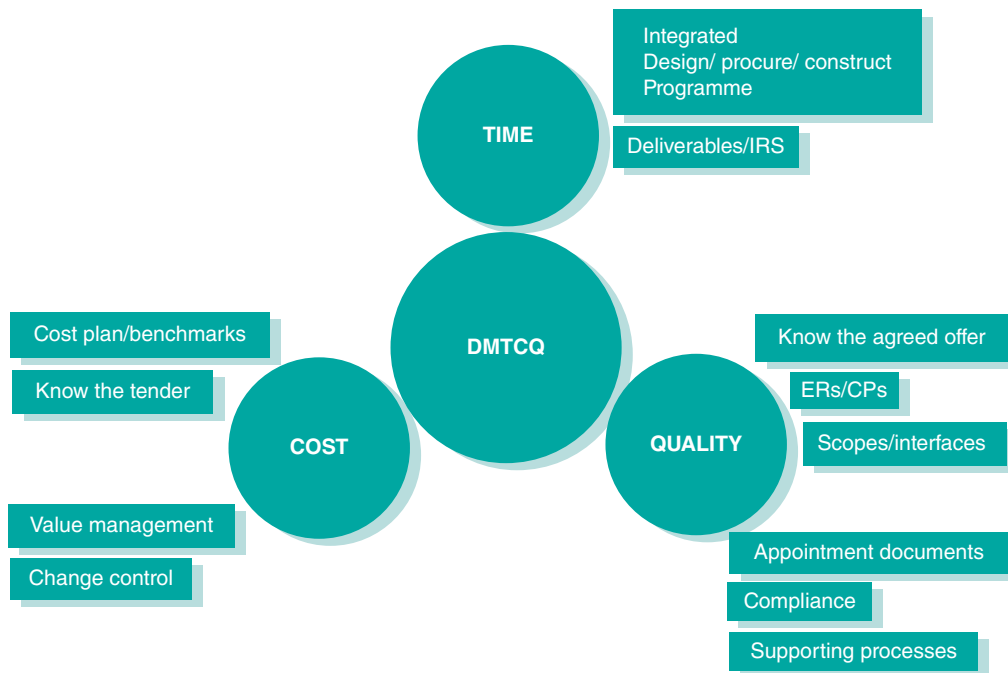 Integrated
Design/ procure/ construct
Programme
TIME
Deliverables/IRS
Cost plan/benchmarks
Know the tender
COST
Value management
Change control
DMTCQ
Know the agreed offer
ERs/CPs
QUALITY
Scopes/interfaces
Appointment documents
Compliance
Supporting processes